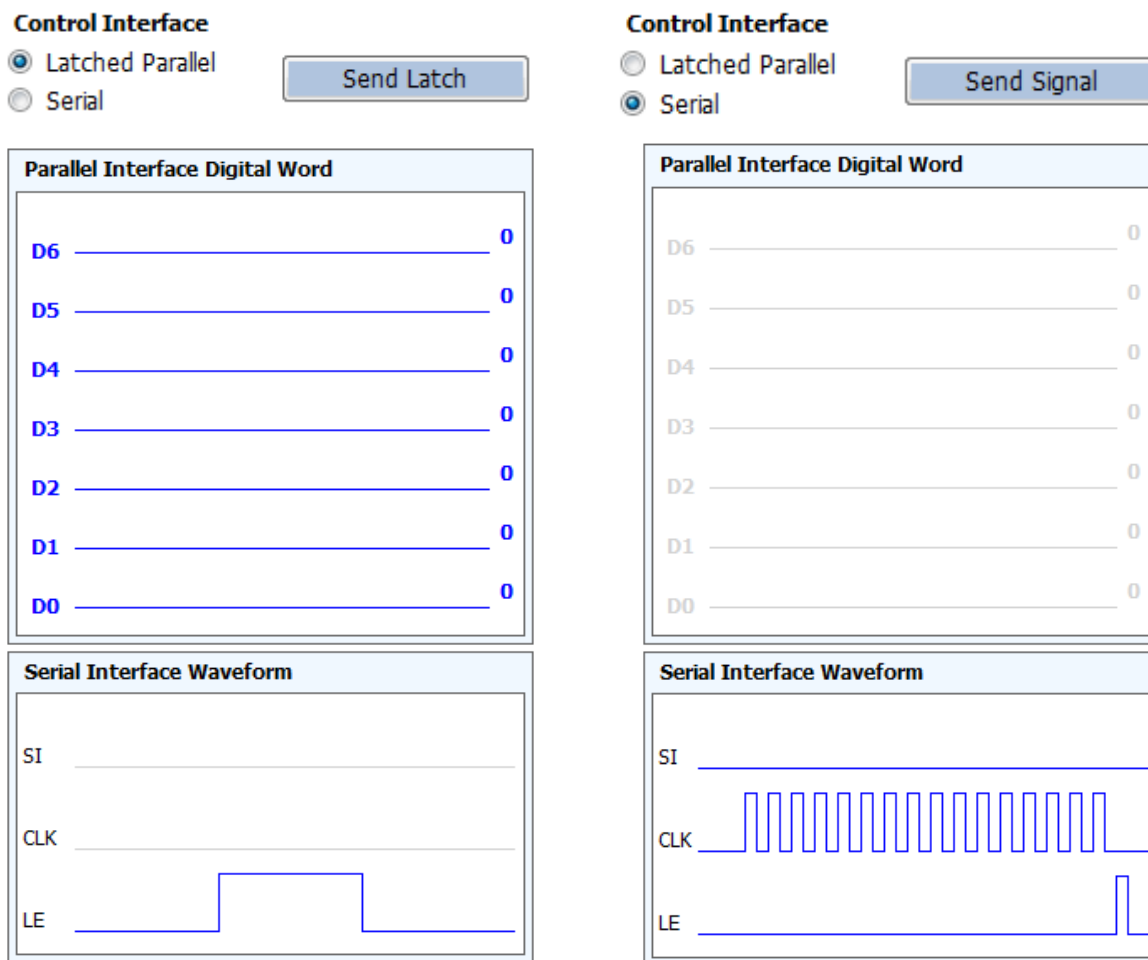 Control Interface
Latched Parallel
Serial
Send Latch
Parallel Interface Digital Word
D6 0
D5 0
D4 0
D3 0
D2 0
D1 0
D0 0
Serial Interface Waveform
SI
CLK
LE
Control Interface
Latched Parallel
Serial
Send Signal
Parallel Interface Digital Word
D6 0
D5 0
D4 0
D3 0
D2 0
D1 0
D0 0
Serial Interface Waveform
SI
CLK
LE